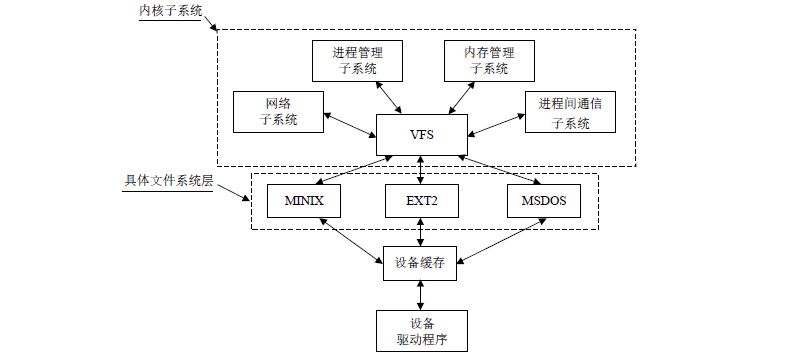 内核子系统
进程管理
子系统
内存管理
子系统
网络
子系统
进程间通信
子系统
VFS
具体文件系统层
MINIX
EXT2
MSDOS
设备缓存
设备
驱动程序